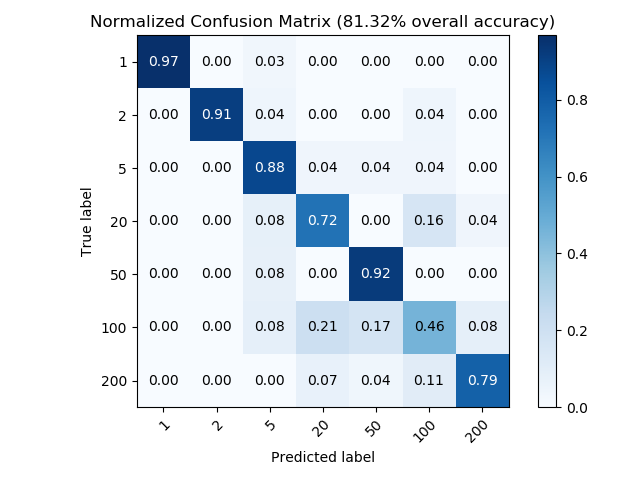 Normalized Confusion Matrix (81.32% overall accuracy)
1 0.97 0.00 0.03 0.00 0.00 0.00 0.00
2 0.00 0.91 0.04 0.00 0.00 0.04 0.00
5 0.00 0.00 0.88 0.04 0.04 0.04 0.00
20 0.00 0.00 0.08 0.72 0.00 0.16 0.04
50 0.00 0.00 0.08 0.00 0.92 0.00 0.00
100 0.00 0.00 0.08 0.21 0.17 0.46 0.08
200 0.00 0.00 0.00 0.07 0.04 0.11 0.79
True label
1 2 5 20 50 100 200
Predicted label
0.8
0.6
0.4
0.2
0.0